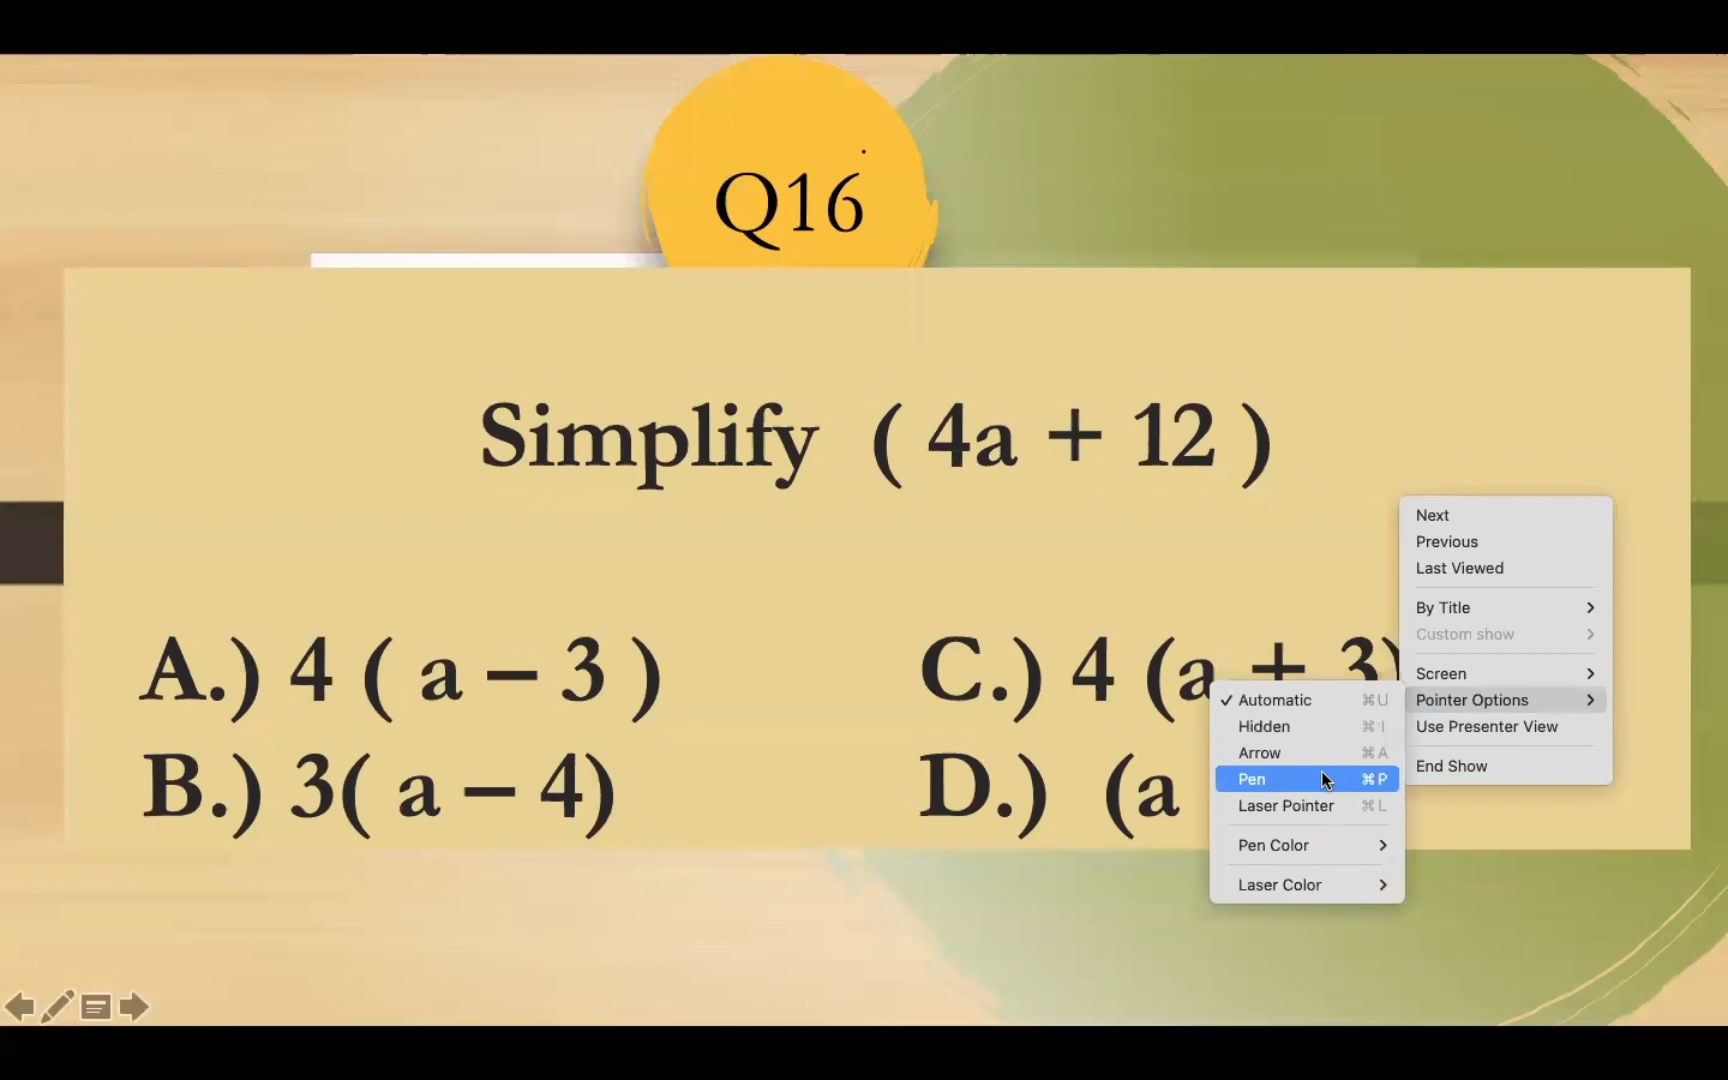 Q16
Simplify ( 4a + 12 )
A.) 4 ( a – 3 )
B.) 3( a – 4)
C.) 4 (a + 3)
D.) (a
Next
Previous
Last Viewed
By Title
Custom show
Screen
Pointer Options
Use Presenter View
End Show
✓ Automatic ⌘U
Hidden ⌘I
Arrow ⌘A
Pen ⌘P
Laser Pointer ⌘L
Pen Color
Laser Color